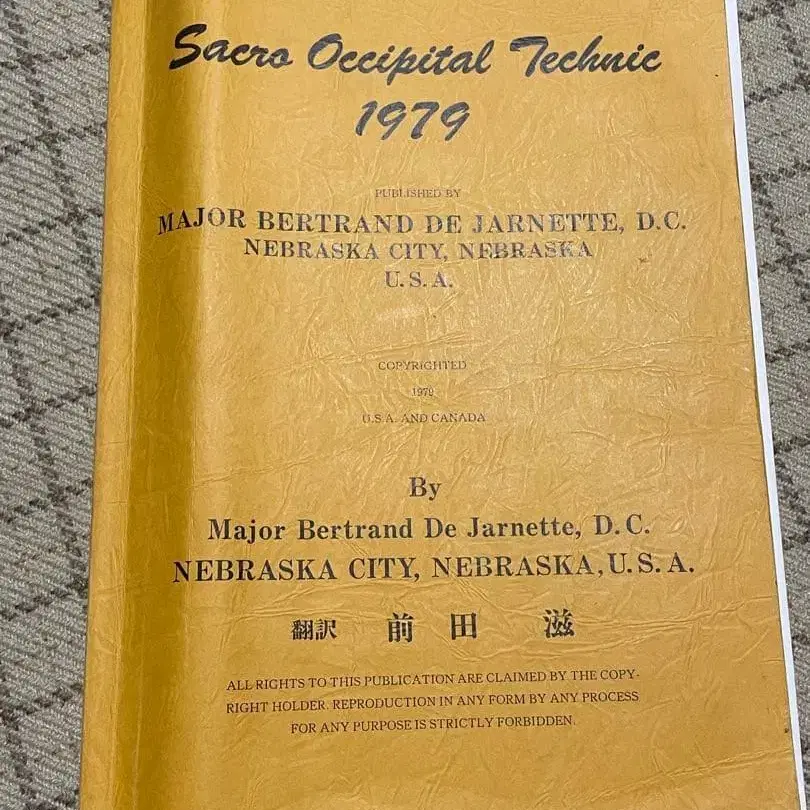 Sacro Occipital Technic
1979
PUBLISHED BY
MAJOR BERTRAND DE JARNETTE, D.C.
NEBRASKA CITY, NEBRASKA
U.S.A.
COPYRIGHTED
1979
U.S.A. AND CANADA
By
Major Bertrand De Jarnette, D.C.
NEBRASKA CITY, NEBRASKA, U.S.A.
翻訳 前田 滋
ALL RIGHTS TO THIS PUBLICATION ARE CLAIMED BY THE COPY-
RIGHT HOLDER. REPRODUCTION IN ANY FORM BY ANY PROCESS
FOR ANY PURPOSE IS STRICTLY FORBIDDEN.